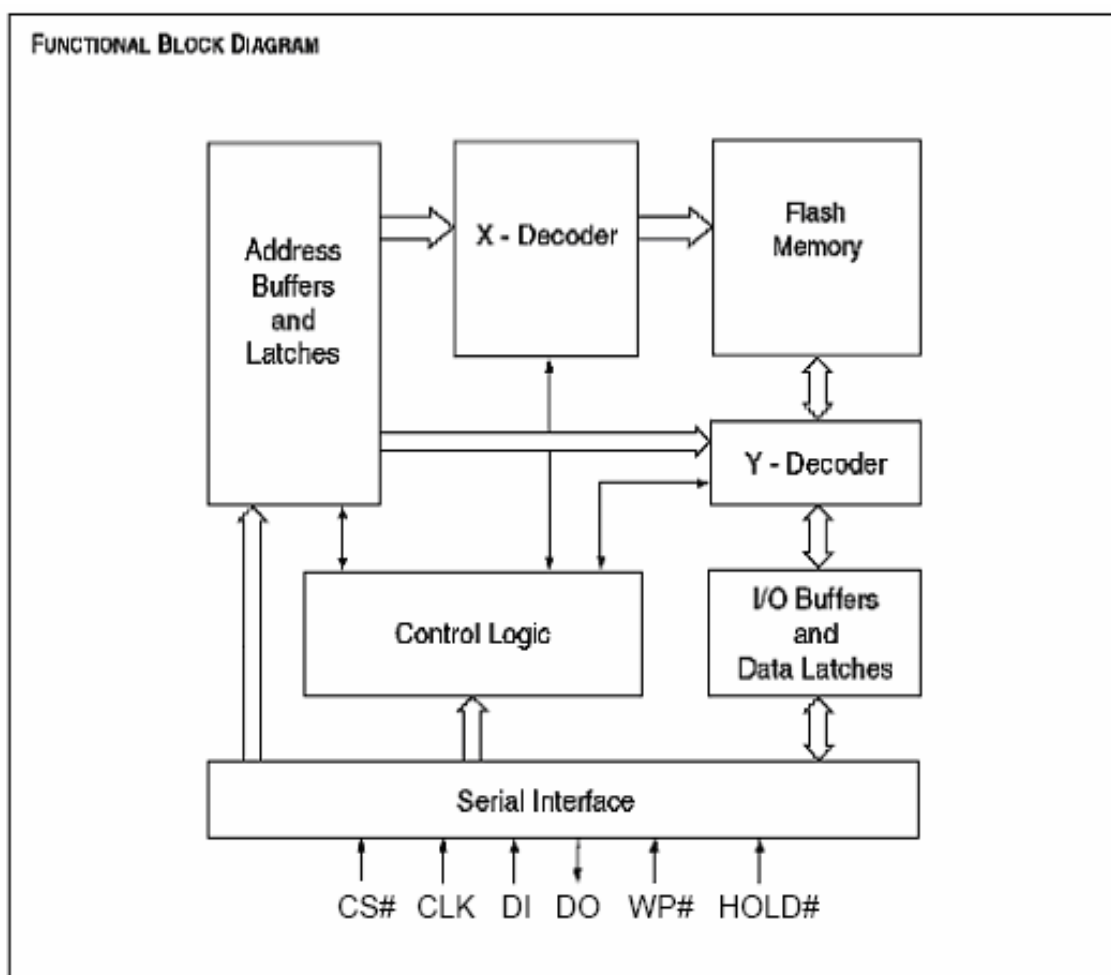 FUNCTIONAL BLOCK DIAGRAM
Address
Buffers
and
Latches
X - Decoder
Flash
Memory
Y - Decoder
Control Logic
I/O Buffers
and
Data Latches
Serial Interface
CS# CLK DI DO WP# HOLD#